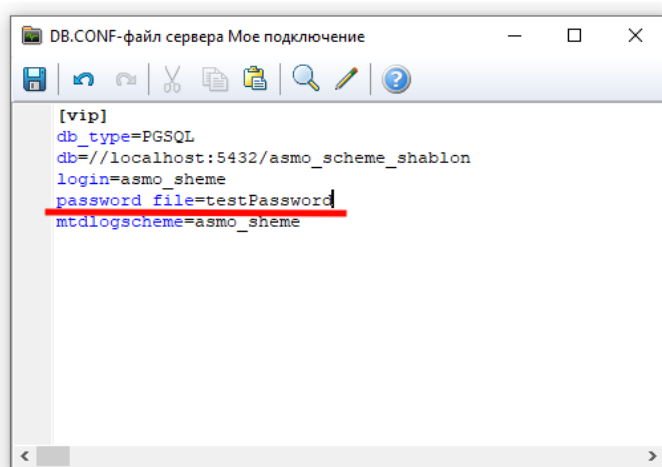 DB.CONF-файл сервера Мое подключение
[vip]
db_type=PGSQL
db=//localhost:5432/asmo_scheme_shablon
login=asmo_sheme
password_file=testPassword
mtdlogscheme=asmo_sheme